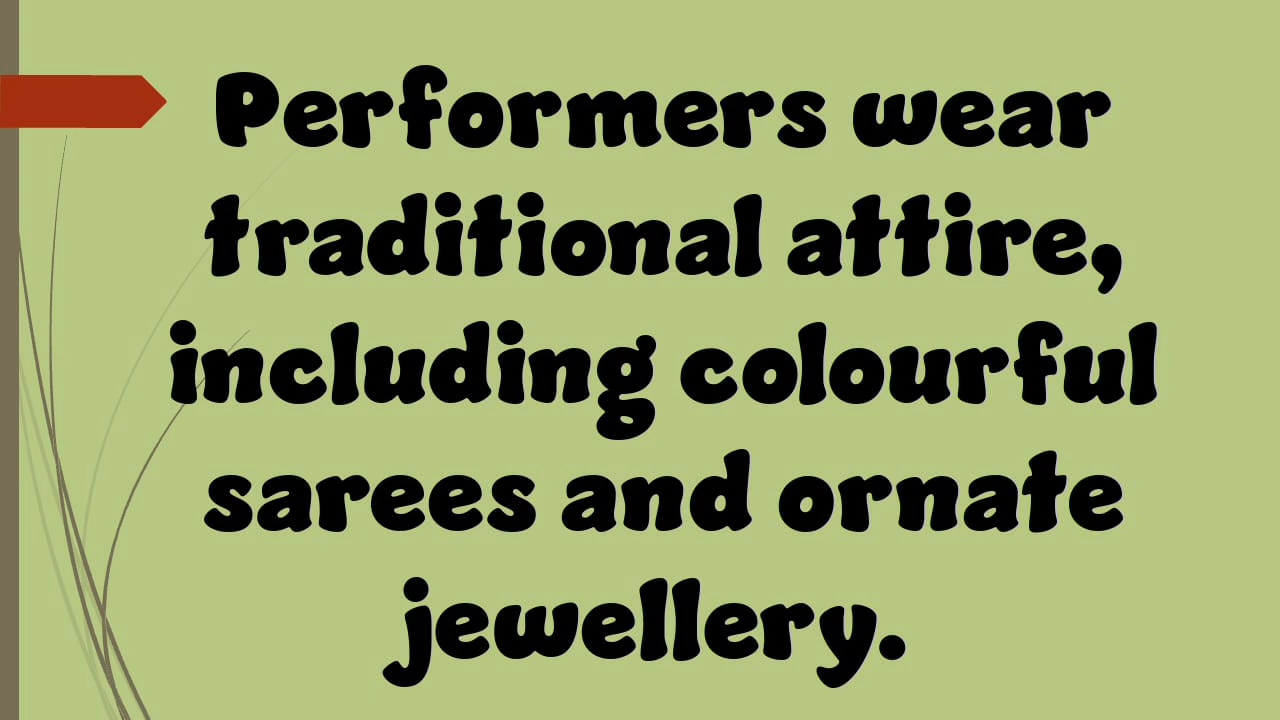 Performers wear
traditional attire,
including colourful
sarees and ornate
jewellery.